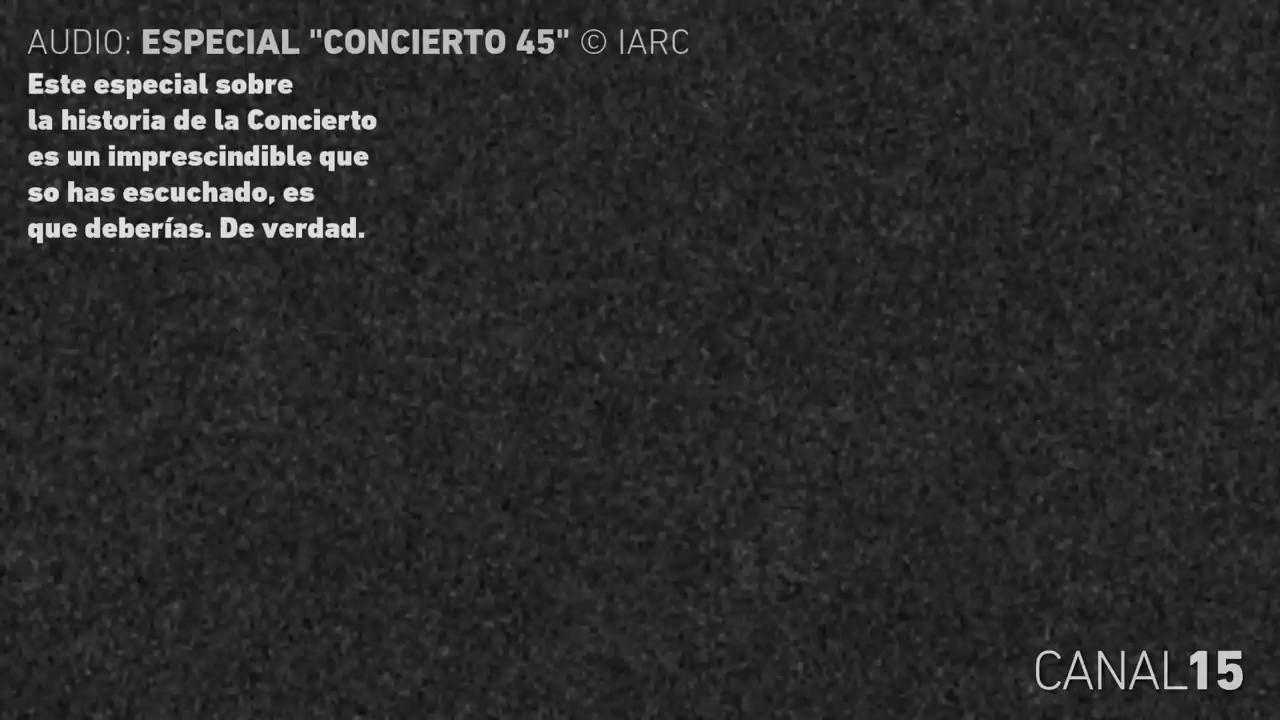 AUDIO: ESPECIAL "CONCIERTO 45" © IARC
Este especial sobre
la historia de la Concierto
es un imprescindible que
so has escuchado, es
que deberías. De verdad.
CANAL15